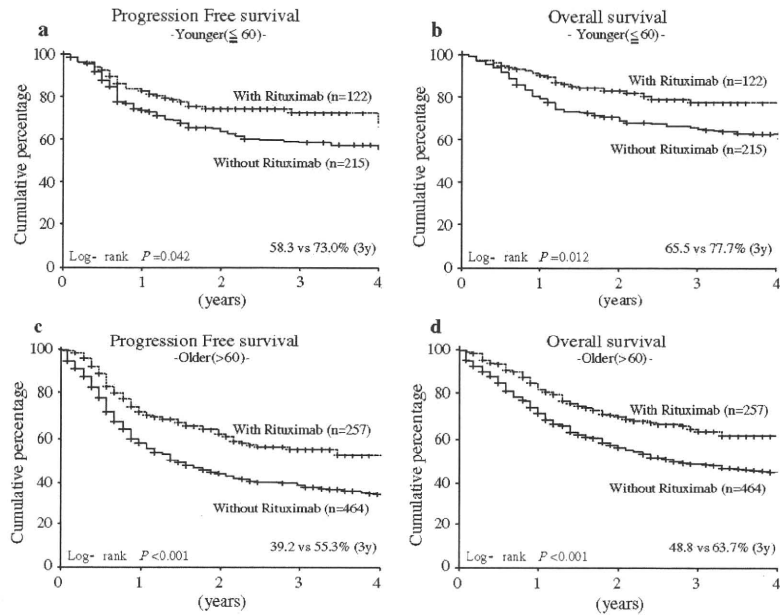 a
Progression Free survival
-Younger(≦ 60)-
Cumulative percentage
100
80
60
40
20
0
With Rituximab (n=122)
Without Rituximab (n=215)
58.3 vs 73.0% (3y)
Log- rank P=0.042
0 1 2 3 4
(years)
b
Overall survival
- Younger(≦ 60)-
Cumulative percentage
100
80
60
40
20
0
With Rituximab (n=122)
Without Rituximab (n=215)
65.5 vs 77.7% (3y)
Log- rank P=0.012
0 1 2 3 4
(years)
c
Progression Free survival
-Older(>60)-
Cumulative percentage
100
80
60
40
20
0
With Rituximab (n=257)
Without Rituximab (n=464)
39.2 vs 55.3% (3y)
Log- rank P<0.001
0 1 2 3 4
(years)
d
Overall survival
-Older(>60)-
Cumulative percentage
100
80
60
40
20
0
With Rituximab (n=257)
Without Rituximab (n=464)
48.8 vs 63.7% (3y)
Log- rank P<0.001
0 1 2 3 4
(years)